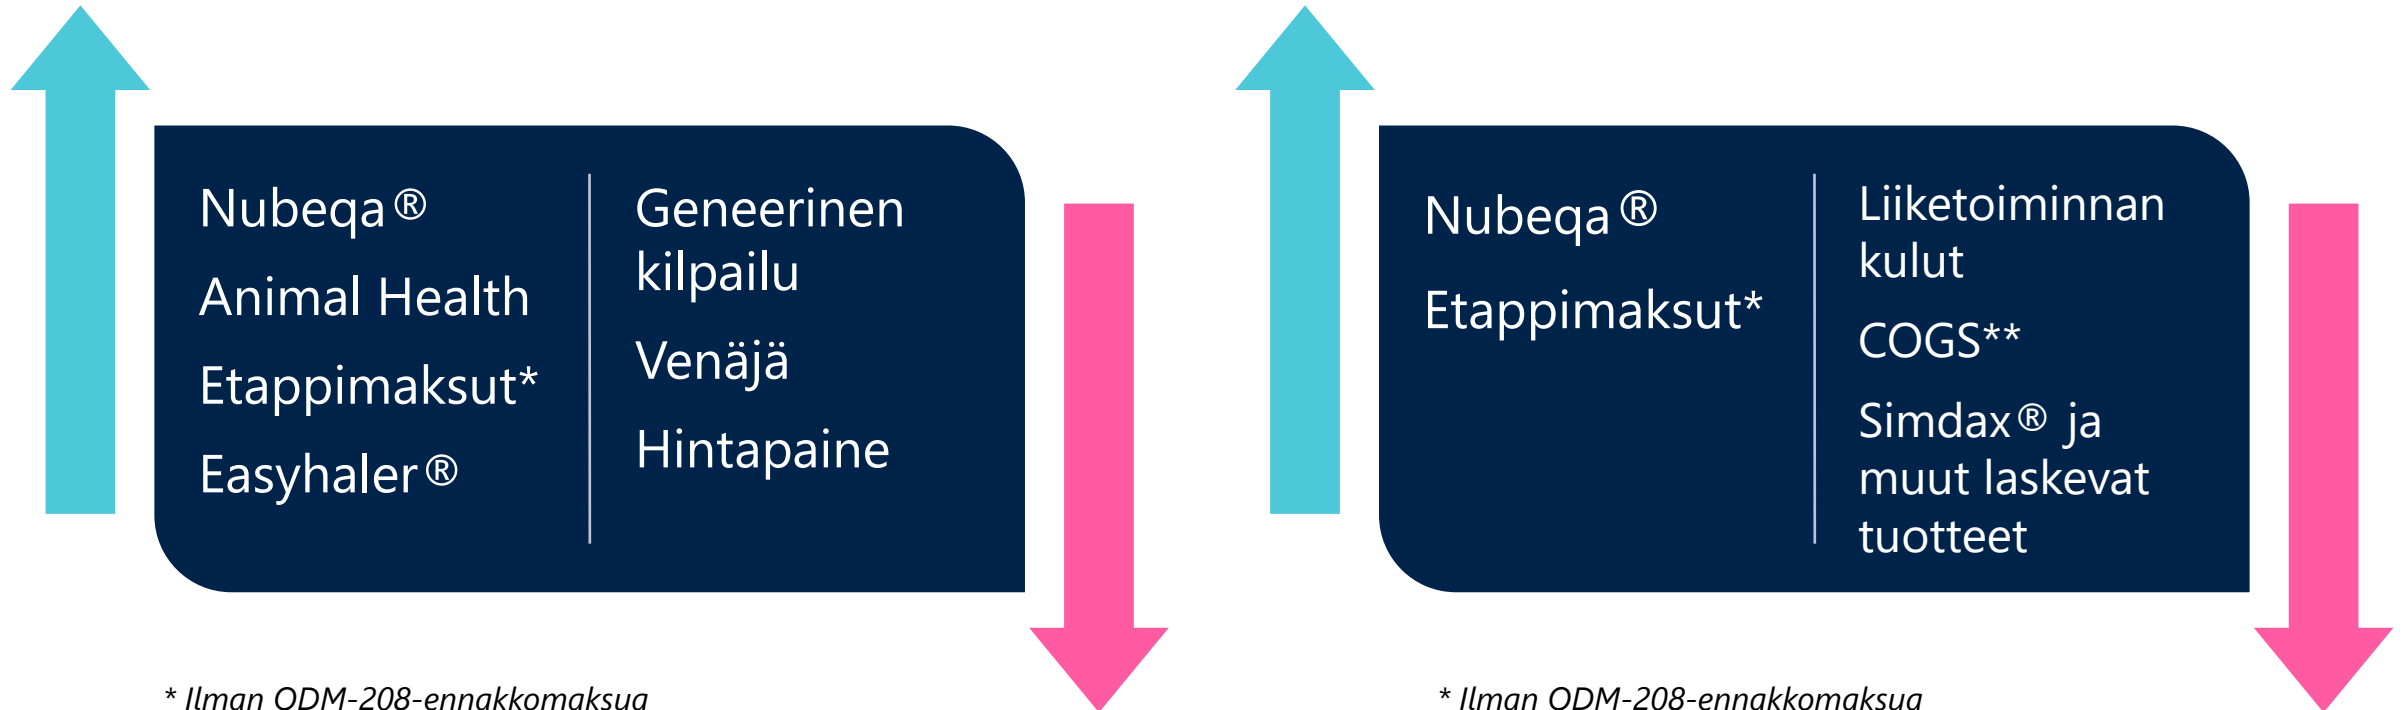 Nubeqa®
Animal Health
Etappimaksut*
Easyhaler®
Geneerinen
kilpailu
Venäjä
Hintapaine
* Ilman ODM-208-ennakkomaksua
Nubeqa®
Etappimaksut*
Liiketoiminnan
kulut
COGS**
Simdax® ja
muut laskevat
tuotteet
* Ilman ODM-208-ennakkomaksua